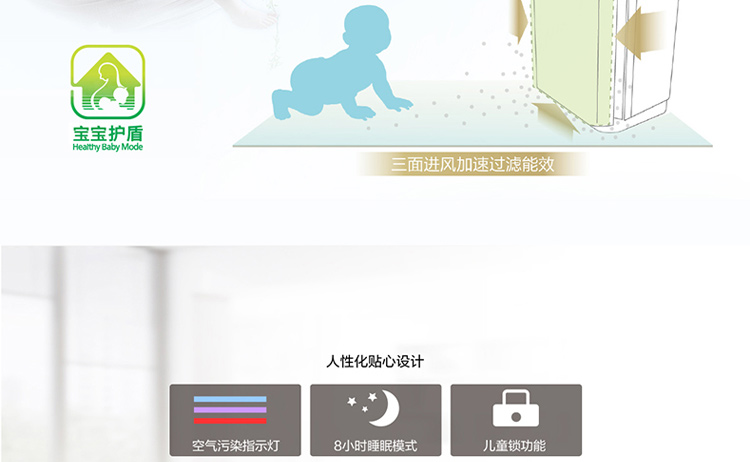 宝宝护盾
Healthy Baby Mode
三面进风加速过滤能效
人性化贴心设计
空气污染指示灯
8小时睡眠模式
儿童锁功能